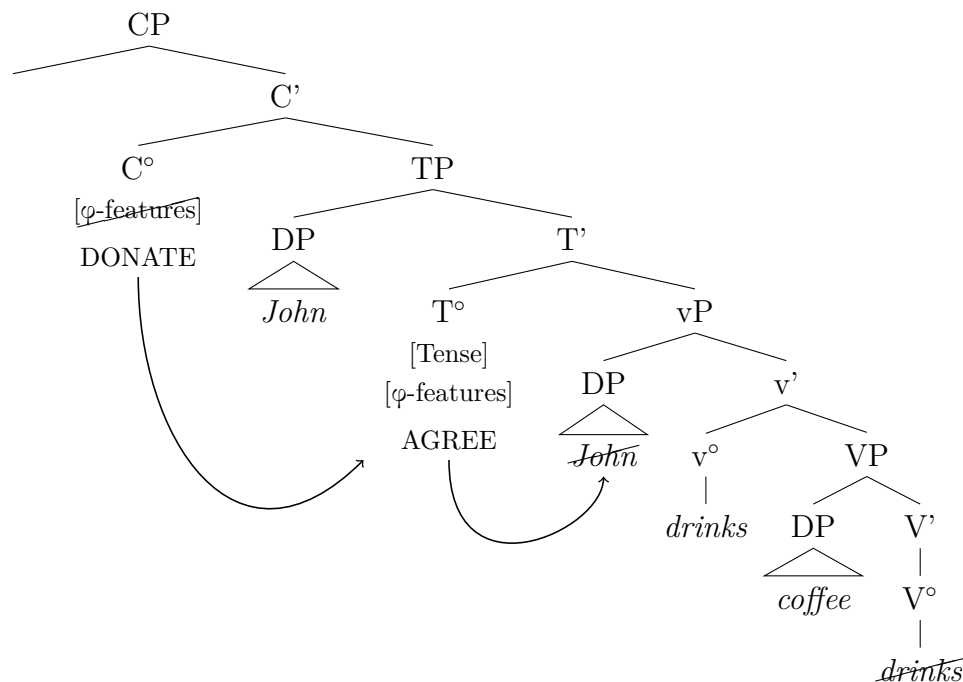 CP
C’
C° TP
[φ-features]
DONATE
DP T’
John
T° vP
[Tense]
[φ-features]
AGREE
DP v’
John
v° VP
drinks
DP V’
coffee
V°
drinks